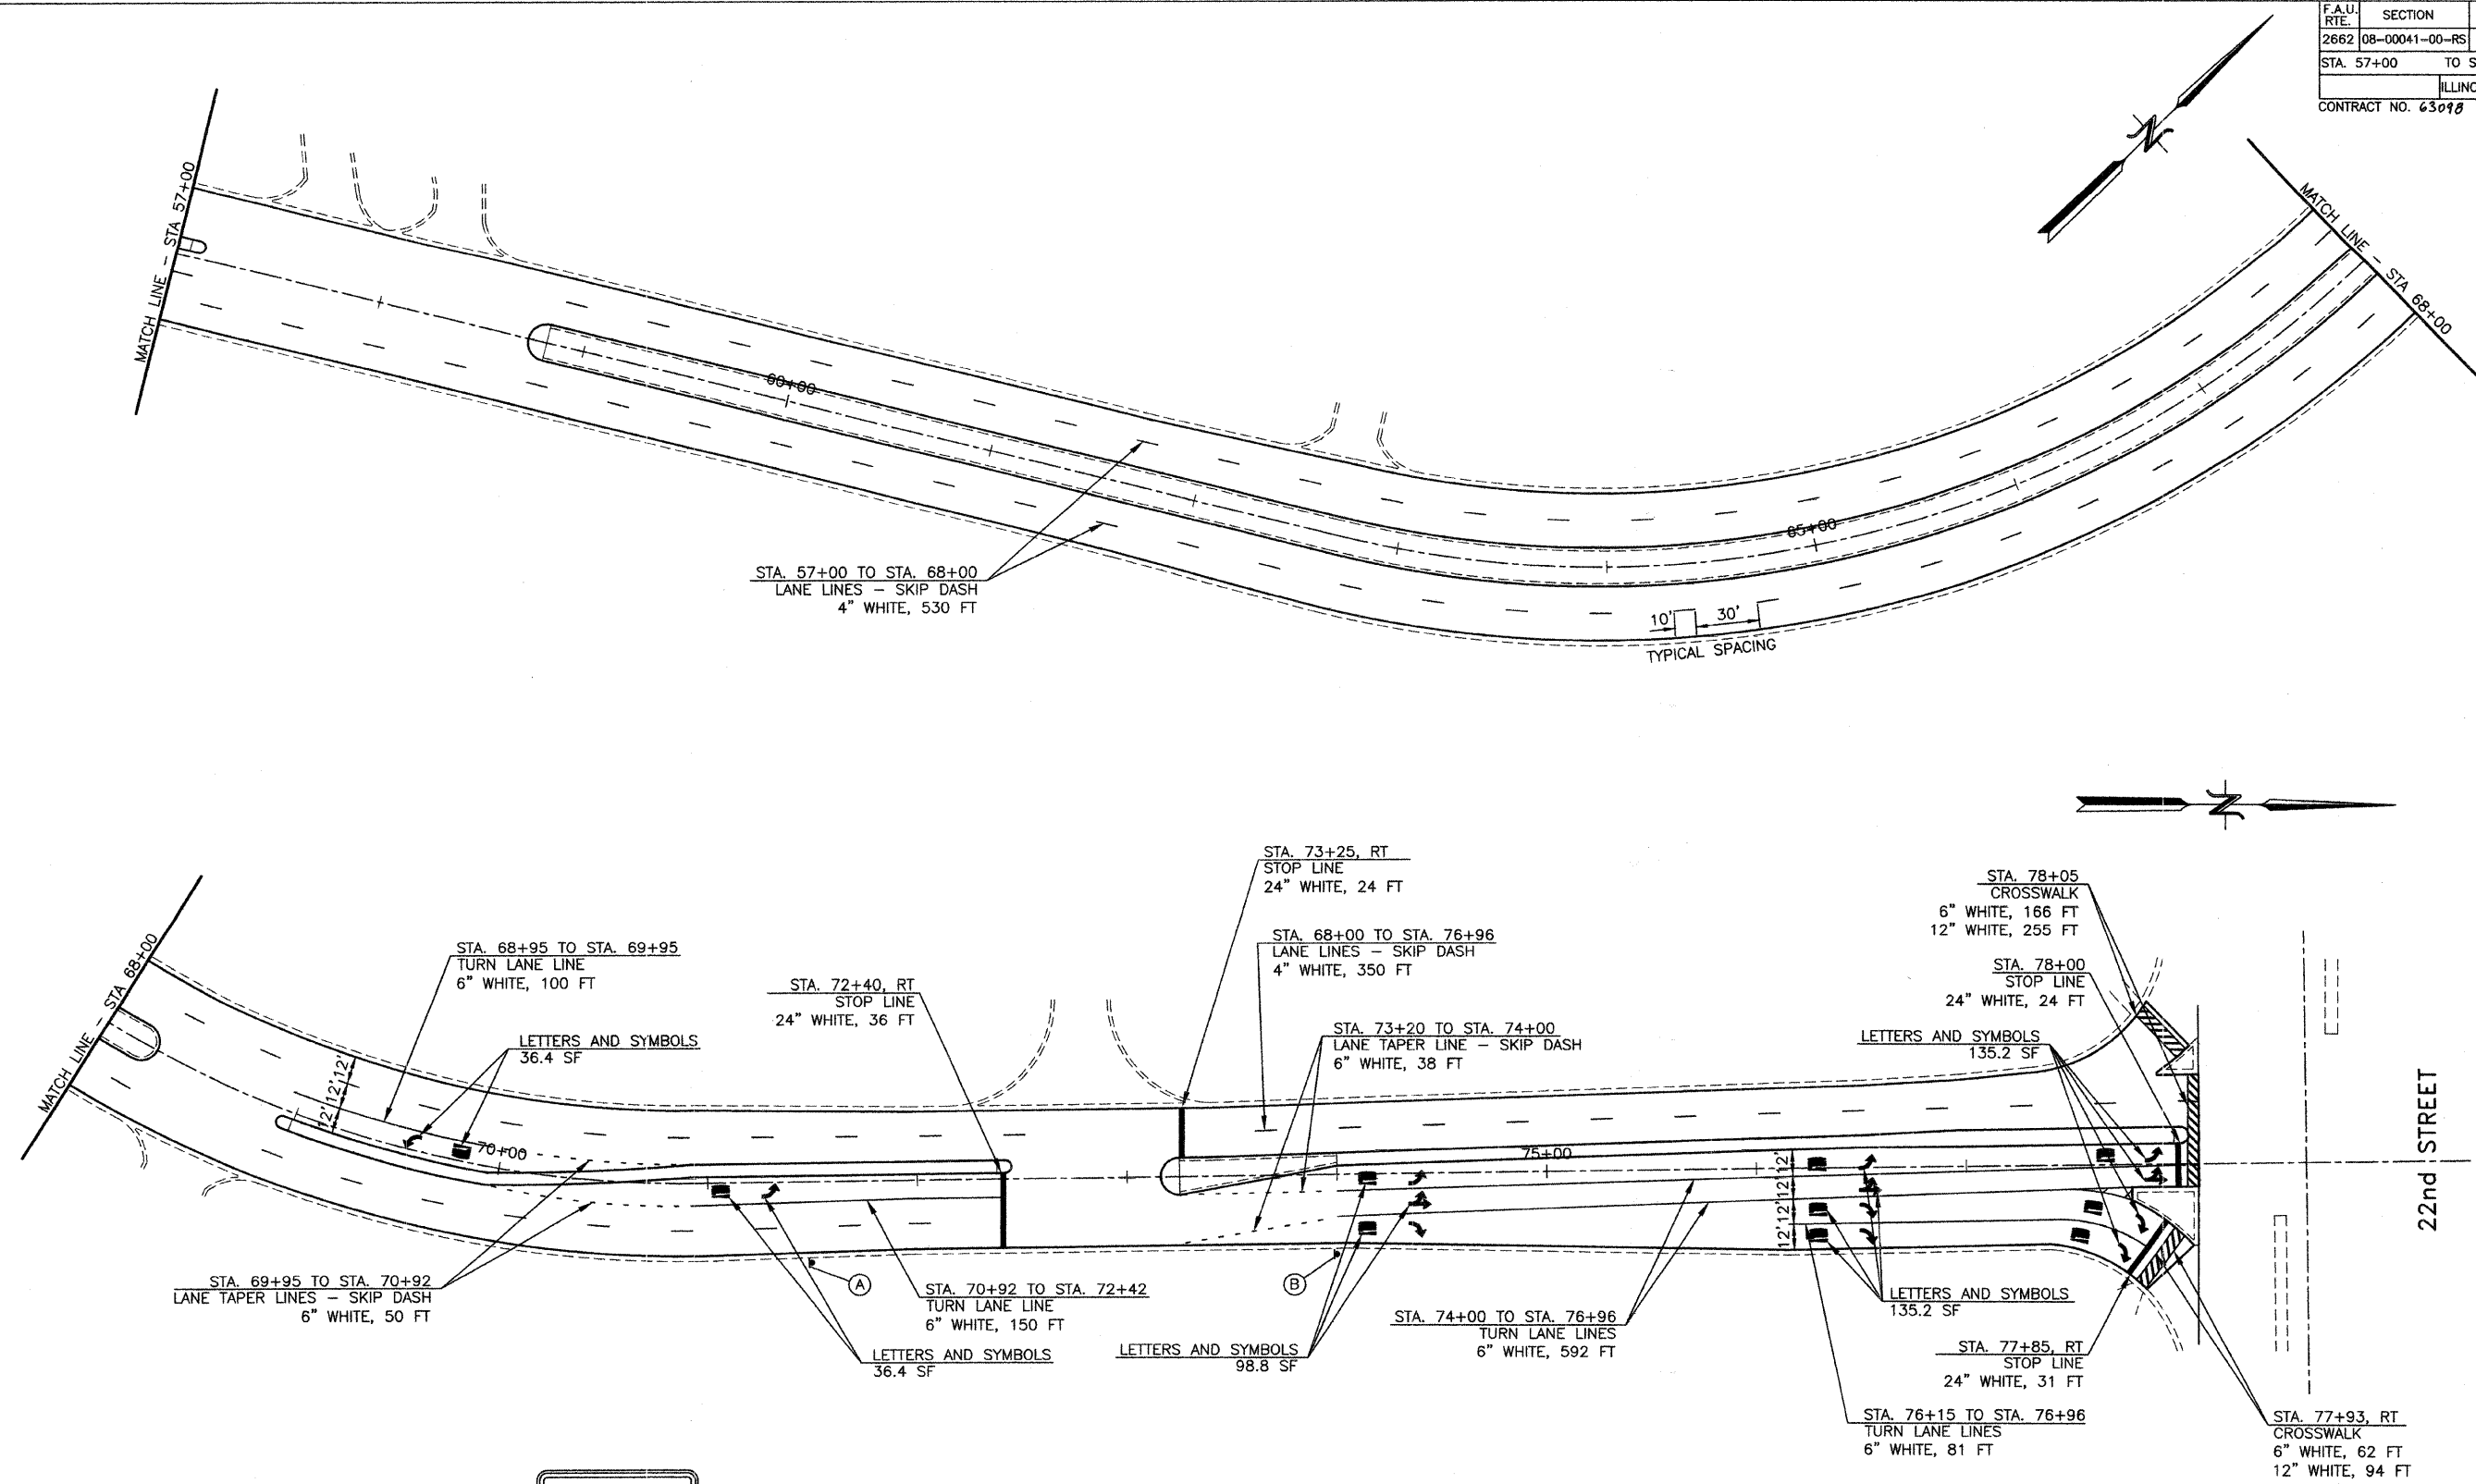 F.A.U. RTE. SECTION
2662 08-00041-00-RS
STA. 57+00 TO S
ILLINO
CONTRACT NO. 63098
N
MATCH LINE - STA 57+00
MATCH LINE - STA 68+00
60+00
65+00
STA. 57+00 TO STA. 68+00
LANE LINES - SKIP DASH
4" WHITE, 530 FT
10' 30'
TYPICAL SPACING
N
STA. 73+25, RT
STOP LINE
24" WHITE, 24 FT
STA. 78+05
CROSSWALK
6" WHITE, 166 FT
12" WHITE, 255 FT
STA. 68+95 TO STA. 69+95
TURN LANE LINE
6" WHITE, 100 FT
STA. 68+00 TO STA. 76+96
LANE LINES - SKIP DASH
4" WHITE, 350 FT
STA. 72+40, RT
STOP LINE
24" WHITE, 36 FT
STA. 78+00
STOP LINE
24" WHITE, 24 FT
LETTERS AND SYMBOLS
36.4 SF
STA. 73+20 TO STA. 74+00
LANE TAPER LINE - SKIP DASH
6" WHITE, 38 FT
LETTERS AND SYMBOLS
135.2 SF
MATCH LINE - STA 68+00
12' 12' 12' 12'
70+00
75+00
12' 12' 12' 12'
22nd STREET
STA. 69+95 TO STA. 70+92
LANE TAPER LINES - SKIP DASH
6" WHITE, 50 FT
A
B
STA. 70+92 TO STA. 72+42
TURN LANE LINE
6" WHITE, 150 FT
LETTERS AND SYMBOLS
36.4 SF
LETTERS AND SYMBOLS
98.8 SF
STA. 74+00 TO STA. 76+96
TURN LANE LINES
6" WHITE, 592 FT
LETTERS AND SYMBOLS
135.2 SF
STA. 77+85, RT
STOP LINE
24" WHITE, 31 FT
STA. 76+15 TO STA. 76+96
TURN LANE LINES
6" WHITE, 81 FT
STA. 77+93, RT
CROSSWALK
6" WHITE, 62 FT
12" WHITE, 94 FT